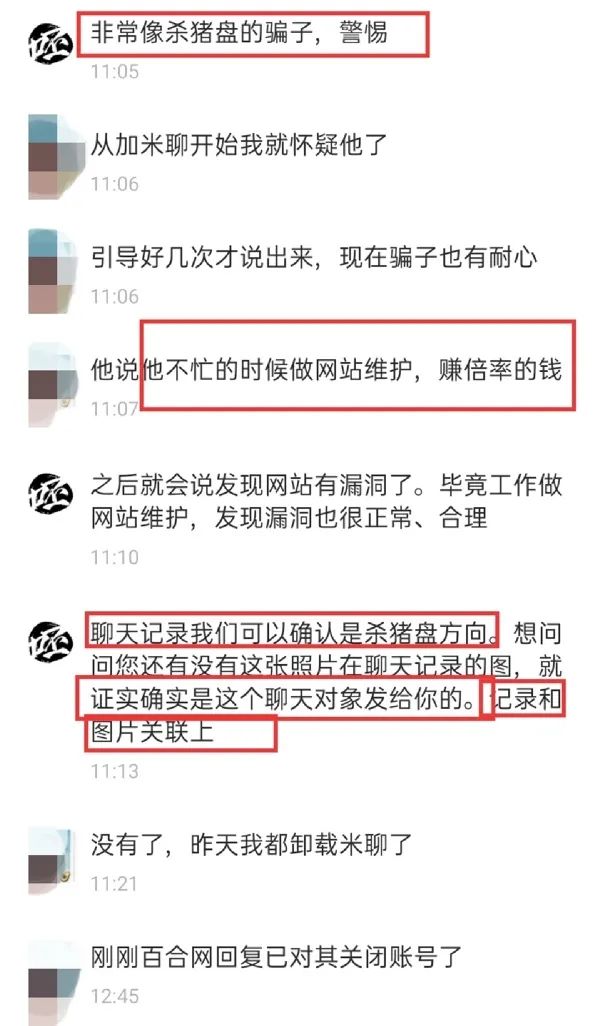 非常像杀猪盘的骗子，警惕
11:05
从加米聊开始我就怀疑他了
11:06
引导好几次才说出来，现在骗子也有耐心
11:06
他说他不忙的时候做网站维护，赚倍率的钱
11:07
之后就会说发现网站有漏洞了。毕竟工作做
网站维护，发现漏洞也很正常、合理
11:10
聊天记录我们可以确认是杀猪盘方向。想问
问您还有没有这张照片在聊天记录的图，就
证实确实是这个聊天对象发给你的。记录和
图片关联上
11:13
没有了，昨天我都卸载米聊了
11:21
刚刚百合网回复已对其关闭账号了
12:45